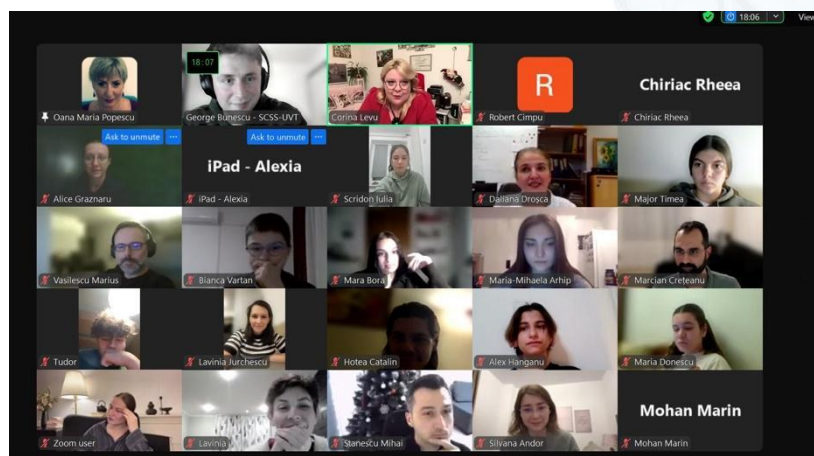 18:06
View
18:07
Oana Maria Popescu
George Bunescu - SCSS-UVT
Corina Levu
R
Robert Cimpu
Chiriac Rheea
Chiriac Rheea
Ask to unmute ...
Alice Graznaru
Ask to unmute ...
iPad - Alexia
iPad - Alexia
Scridon Iulia
Daliana Droșca
Major Timea
Vasilescu Marius
Bianca Vartan
Mara Bora
Maria-Mihaela Arhip
Marcian Crețeanu
Tudor
Lavinia Jurchescu
Hotea Catalin
Alex Hanganu
Maria Donescu
Zoom user
Lavinia
Stanescu Mihai
Silvana Andor
Mohan Marin
Mohan Marin